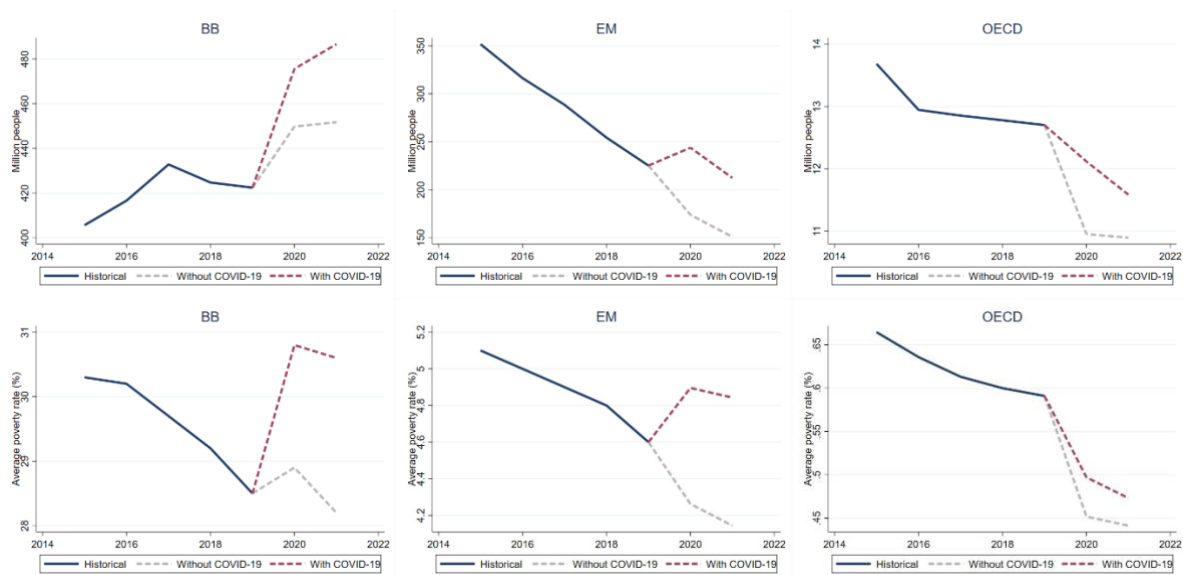 BB
Million people
480
460
440
420
400
2014 2016 2018 2020 2022
Historical Without COVID-19 With COVID-19
EM
Million people
350
300
250
200
150
2014 2016 2018 2020 2022
Historical Without COVID-19 With COVID-19
OECD
Million people
14
13
12
11
2014 2016 2018 2020 2022
Historical Without COVID-19 With COVID-19
BB
Average poverty rate (%)
31
30
29
28
2014 2016 2018 2020 2022
Historical Without COVID-19 With COVID-19
EM
Average poverty rate (%)
5.2
5
4.8
4.6
4.4
4.2
2014 2016 2018 2020 2022
Historical Without COVID-19 With COVID-19
OECD
Average poverty rate (%)
.65
.6
.55
.5
.45
2014 2016 2018 2020 2022
Historical Without COVID-19 With COVID-19